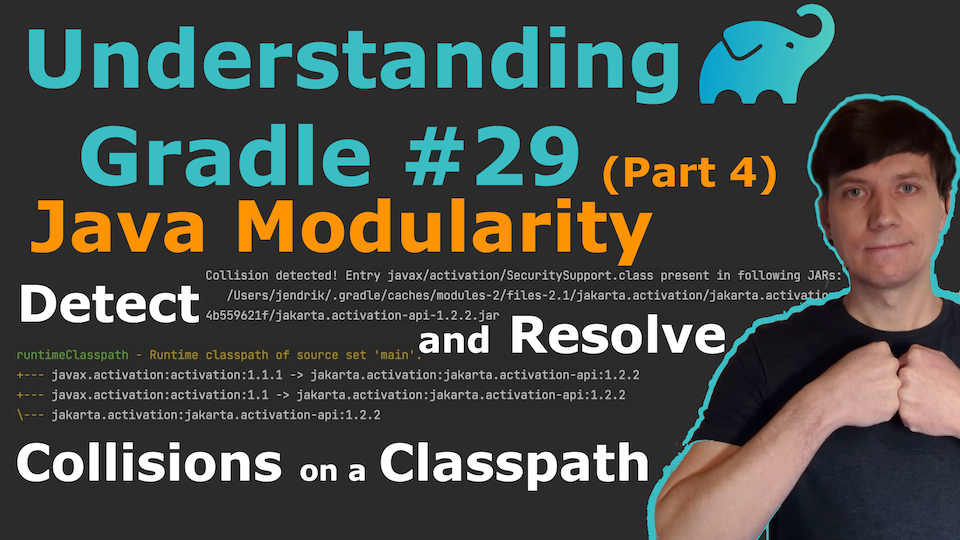 Understanding
Gradle #29 (Part 4)
Java Modularity
Collision detected! Entry javax/activation/SecuritySupport.class present in following JARs:
/Users/jendrik/.gradle/caches/modules-2/files-2.1/jakarta.activation/jakarta.activatio
4b559621f/jakarta.activation-api-1.2.2.jar
Detect
and Resolve
runtimeClasspath - Runtime classpath of source set 'main'.
+--- javax.activation:activation:1.1.1 -> jakarta.activation:jakarta.activation-api:1.2.2
+--- javax.activation:activation:1.1 -> jakarta.activation:jakarta.activation-api:1.2.2
\--- jakarta.activation:jakarta.activation-api:1.2.2
Collisions on a Classpath